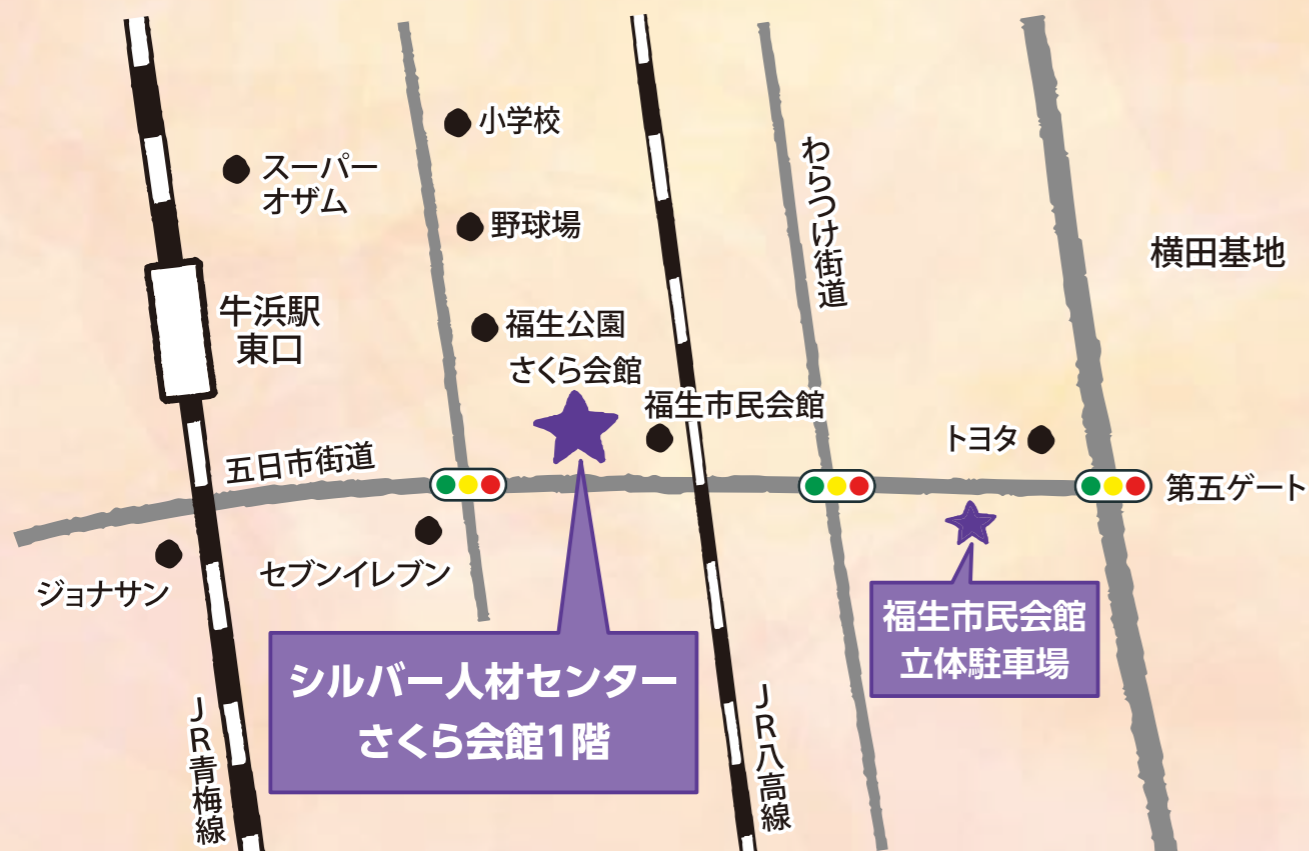 小学校
スーパー
オザム
わらつけ街道
野球場
横田基地
牛浜駅
東口
福生公園
さくら会館
福生市民会館
トヨタ
五日市街道
第五ゲート
セブンイレブン
ジョナサン
福生市民会館
立体駐車場
シルバー人材センター
さくら会館1階
JR青梅線
JR八高線